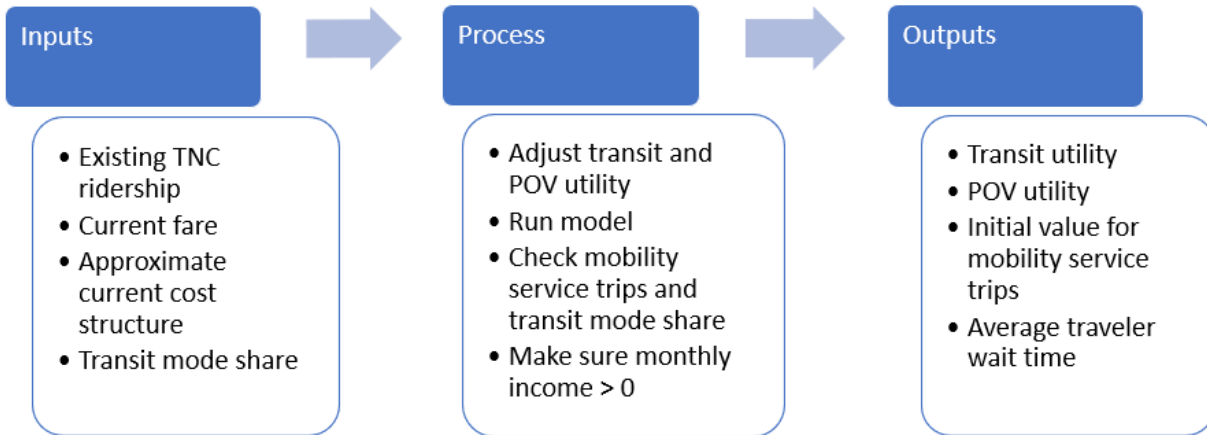 Inputs
• Existing TNC
ridership
• Current fare
• Approximate
current cost
structure
• Transit mode share
Process
• Adjust transit and
POV utility
• Run model
• Check mobility
service trips and
transit mode share
• Make sure monthly
income > 0
Outputs
• Transit utility
• POV utility
• Initial value for
mobility service
trips
• Average traveler
wait time